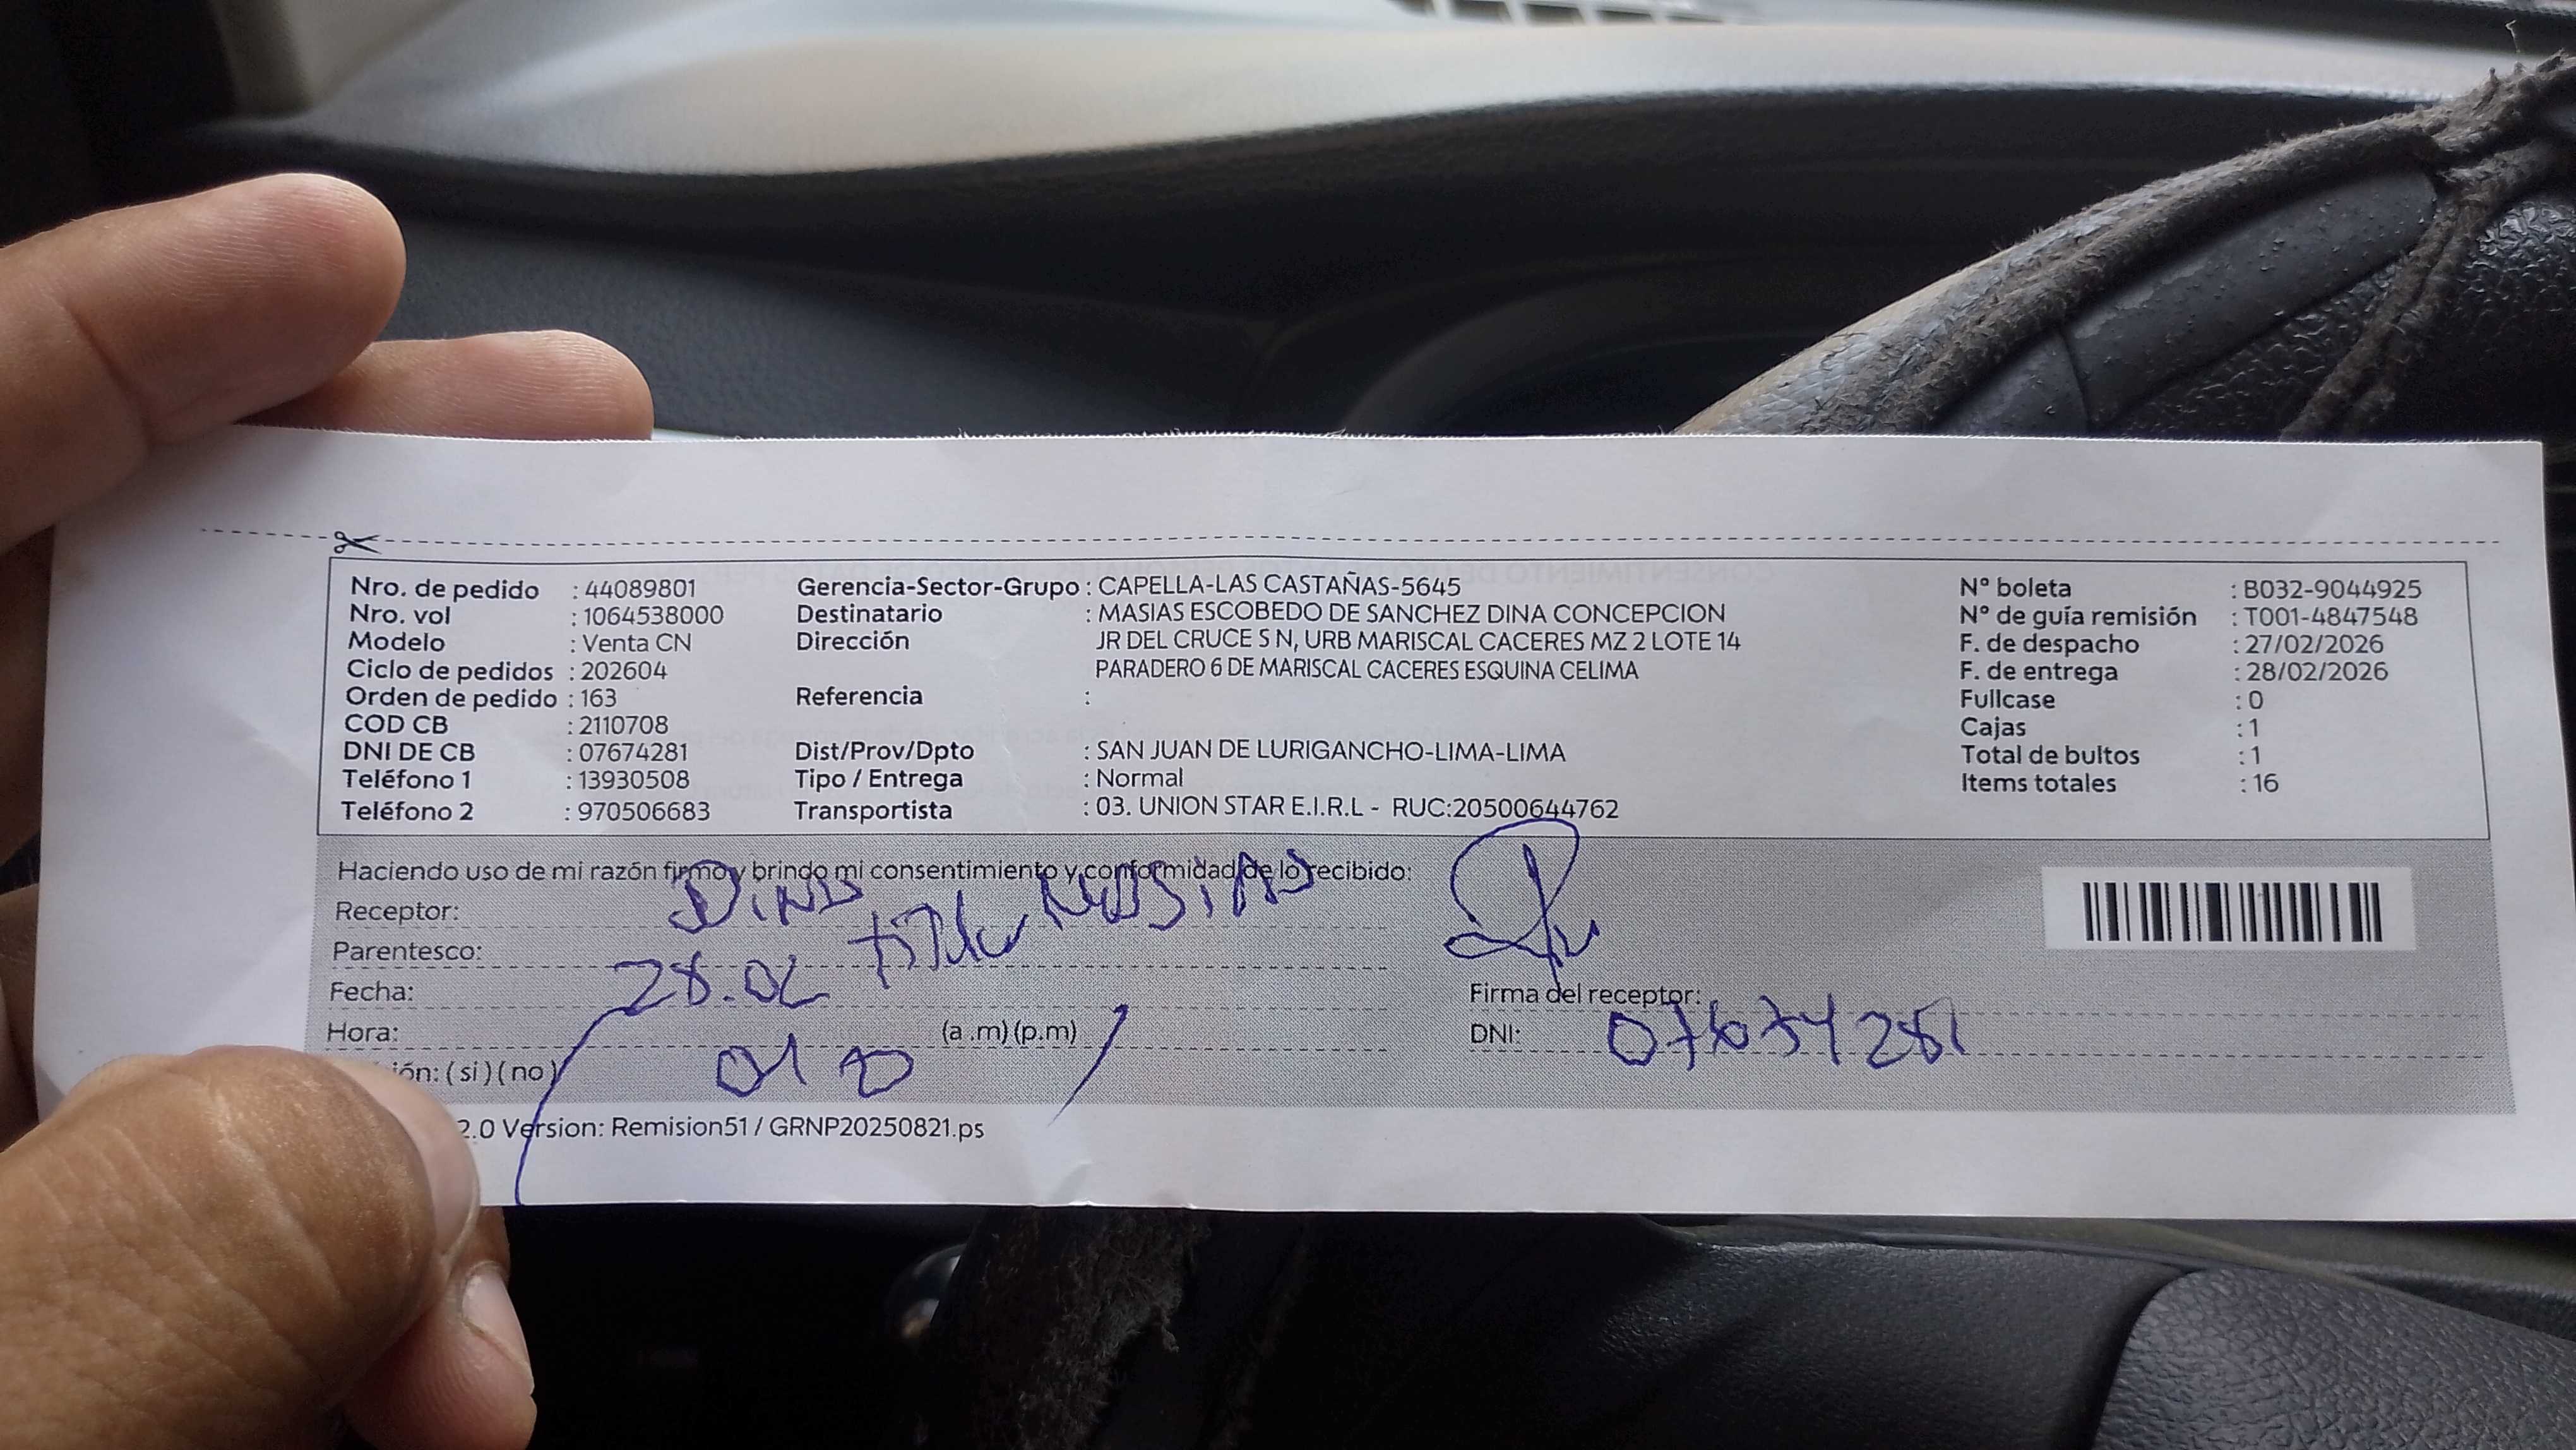 Nro. de pedido : 44089801
Nro. vol : 1064538000
Modelo : Venta CN
Ciclo de pedidos : 202604
Orden de pedido : 163
COD CB : 2110708
DNI DE CB : 07674281
Teléfono 1 : 13930508
Teléfono 2 : 970506683
Gerencia-Sector-Grupo : CAPELLA-LAS CASTAÑAS-5645
Destinatario : MASIAS ESCOBEDO DE SANCHEZ DINA CONCEPCION
Dirección JR DEL CRUCE S N, URB MARISCAL CACERES MZ 2 LOTE 14
PARADERO 6 DE MARISCAL CACERES ESQUINA CELIMA
Referencia :
Dist/Prov/Dpto : SAN JUAN DE LURIGANCHO-LIMA-LIMA
Tipo / Entrega : Normal
Transportista : 03. UNION STAR E.I.R.L - RUC:20500644762
N° boleta : B032-9044925
N° de guía remisión : T001-4847548
F. de despacho : 27/02/2026
F. de entrega : 28/02/2026
Fullcase : 0
Cajas : 1
Total de bultos : 1
Items totales : 16
Haciendo uso de mi razón firmo y brindo mi consentimiento y conformidad de lo recibido:
Receptor: Dina Masias
Parentesco:
Fecha: 28.02
Hora: (a .m) (p.m)
ión: ( si ) ( no )
Firma del receptor:
DNI: 07674281
2.0 Version: Remision51 / GRNP20250821.ps